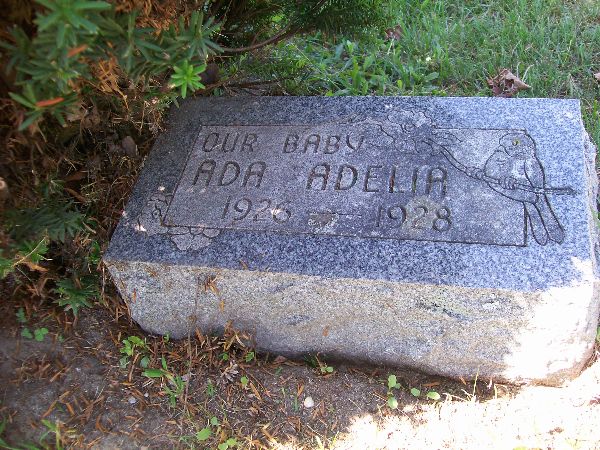 OUR BABY
ADA ADELIA
1926 — 1928